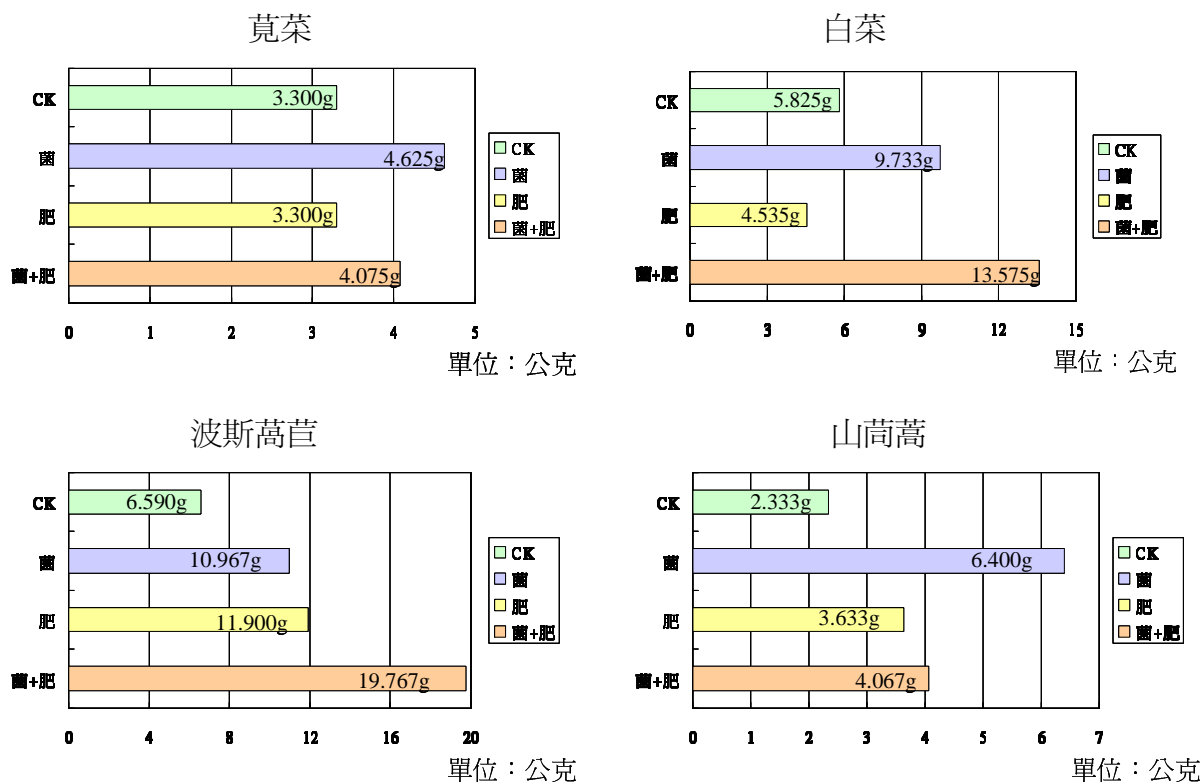 莧菜
CK
3.300g
菌
4.625g
肥
3.300g
菌+肥
4.075g
0 1 2 3 4 5
單位：公克
CK
菌
肥
菌+肥
白菜
CK
5.825g
菌
9.733g
肥
4.535g
菌+肥
13.575g
0 3 6 9 12 15
單位：公克
CK
菌
肥
菌+肥
波斯萵苣
CK
6.590g
菌
10.967g
肥
11.900g
菌+肥
19.767g
0 4 8 12 16 20
單位：公克
CK
菌
肥
菌+肥
山茼蒿
CK
2.333g
菌
6.400g
肥
3.633g
菌+肥
4.067g
0 1 2 3 4 5 6 7
單位：公克
CK
菌
肥
菌+肥